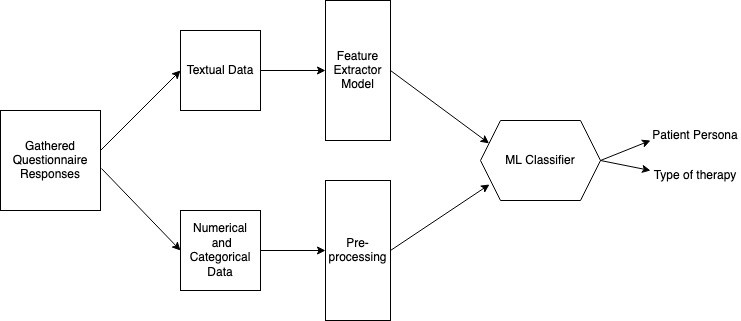 Gathered
Questionnaire
Responses
Textual Data
Feature
Extractor
Model
Numerical
and
Categorical
Data
Pre-
processing
ML Classifier
Patient Persona
Type of therapy